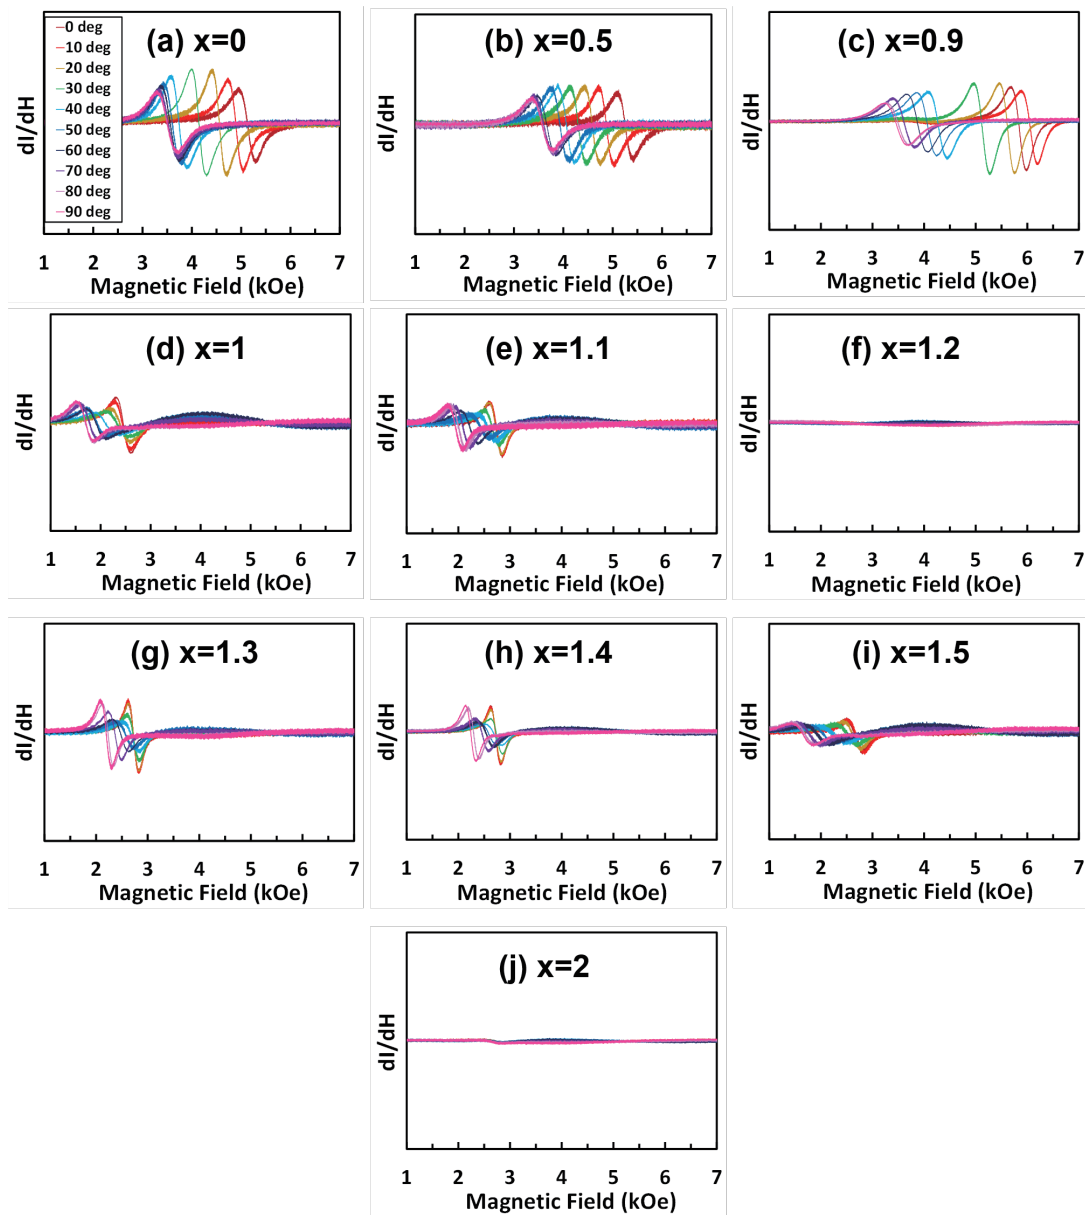 (a) x=0
0 deg
10 deg
20 deg
30 deg
40 deg
50 deg
60 deg
70 deg
80 deg
90 deg
dI/dH
1 2 3 4 5 6 7
Magnetic Field (kOe)
(b) x=0.5
dI/dH
1 2 3 4 5 6 7
Magnetic Field (kOe)
(c) x=0.9
dI/dH
1 2 3 4 5 6 7
Magnetic Field (kOe)
(d) x=1
dI/dH
1 2 3 4 5 6 7
Magnetic Field (kOe)
(e) x=1.1
dI/dH
1 2 3 4 5 6 7
Magnetic Field (kOe)
(f) x=1.2
dI/dH
1 2 3 4 5 6 7
Magnetic Field (kOe)
(g) x=1.3
dI/dH
1 2 3 4 5 6 7
Magnetic Field (kOe)
(h) x=1.4
dI/dH
1 2 3 4 5 6 7
Magnetic Field (kOe)
(i) x=1.5
dI/dH
1 2 3 4 5 6 7
Magnetic Field (kOe)
(j) x=2
dI/dH
1 2 3 4 5 6 7
Magnetic Field (kOe)